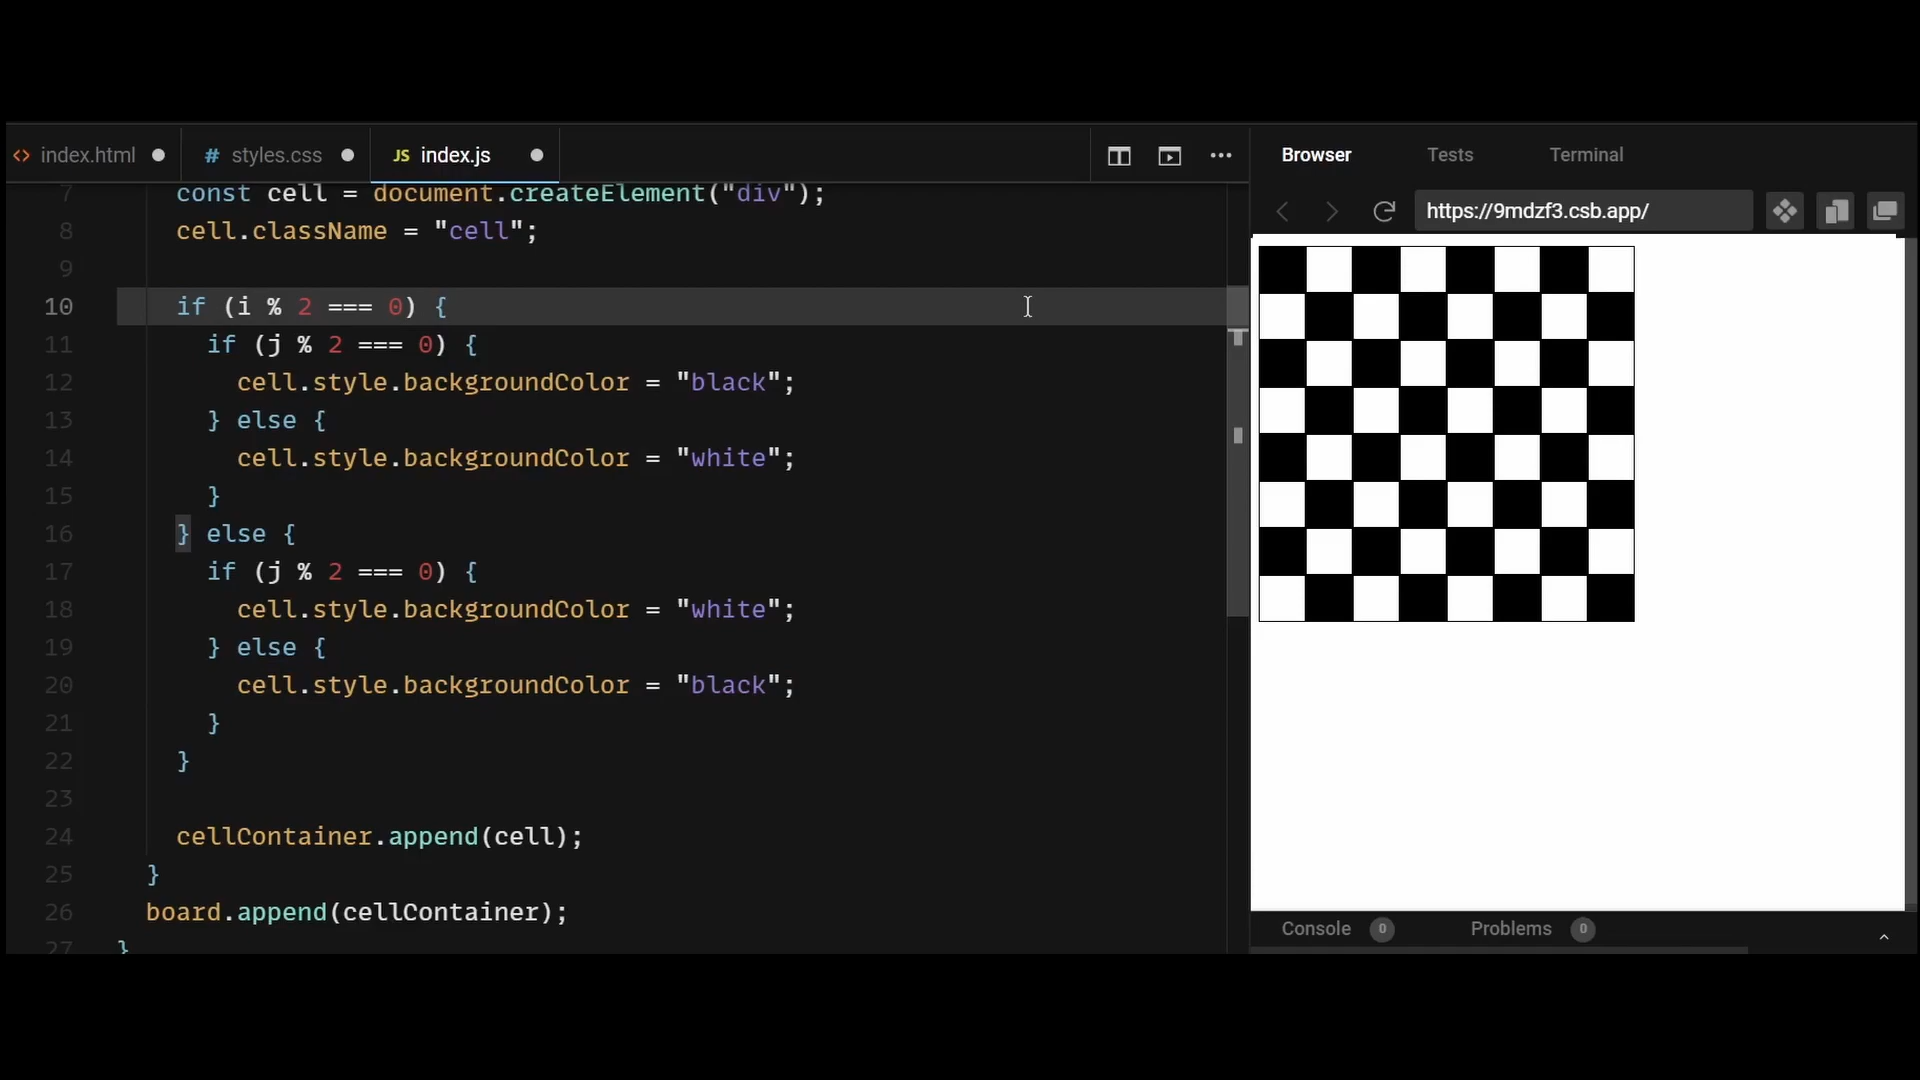 index.html
styles.css
JS index.js
Browser
Tests
Terminal
https://9mdzf3.csb.app/
7 const cell = document.createElement("div");
8 cell.className = "cell";
9
10 if (i % 2 === 0) {
11 if (j % 2 === 0) {
12 cell.style.backgroundColor = "black";
13 } else {
14 cell.style.backgroundColor = "white";
15 }
16 } else {
17 if (j % 2 === 0) {
18 cell.style.backgroundColor = "white";
19 } else {
20 cell.style.backgroundColor = "black";
21 }
22 }
23
24 cellContainer.append(cell);
25 }
26 board.append(cellContainer);
27 }
Console 0
Problems 0